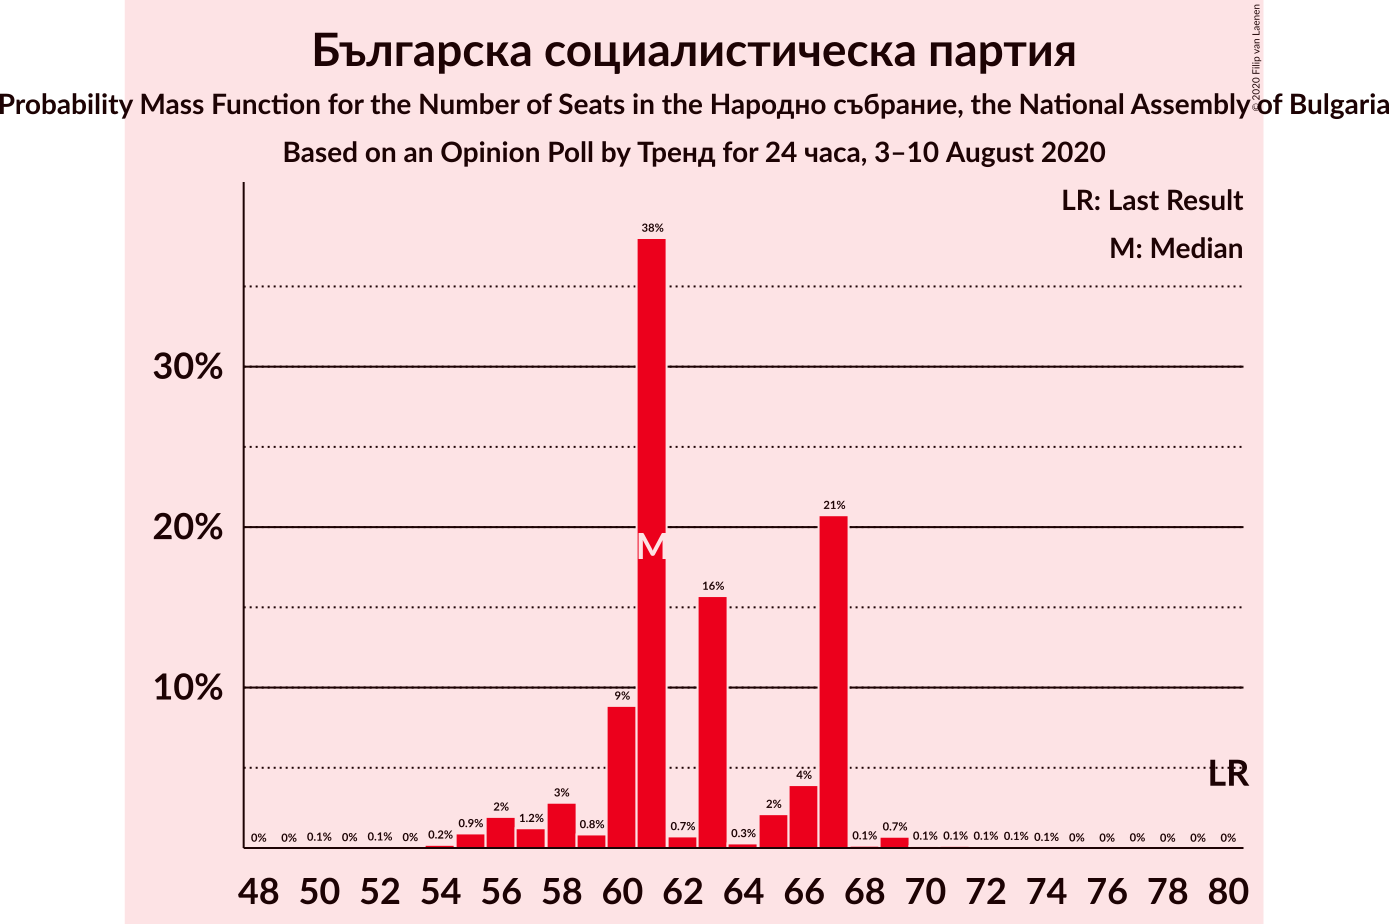 Българска социалистическа партия
Probability Mass Function for the Number of Seats in the Народно събрание, the National Assembly of Bulgaria
Based on an Opinion Poll by Тренд for 24 часа, 3–10 August 2020
© 2020 Filip van Laenen
LR: Last Result
M: Median
38%
30%
21%
20%
M
16%
10%
9%
LR
4%
3%
2% 2%
0% 0% 0.1% 0% 0.1% 0% 0.2% 0.9% 1.2% 0.8% 0.7% 0.3% 0.1% 0.7% 0.1% 0.1% 0.1% 0.1% 0.1% 0% 0% 0% 0% 0% 0%
48 50 52 54 56 58 60 62 64 66 68 70 72 74 76 78 80